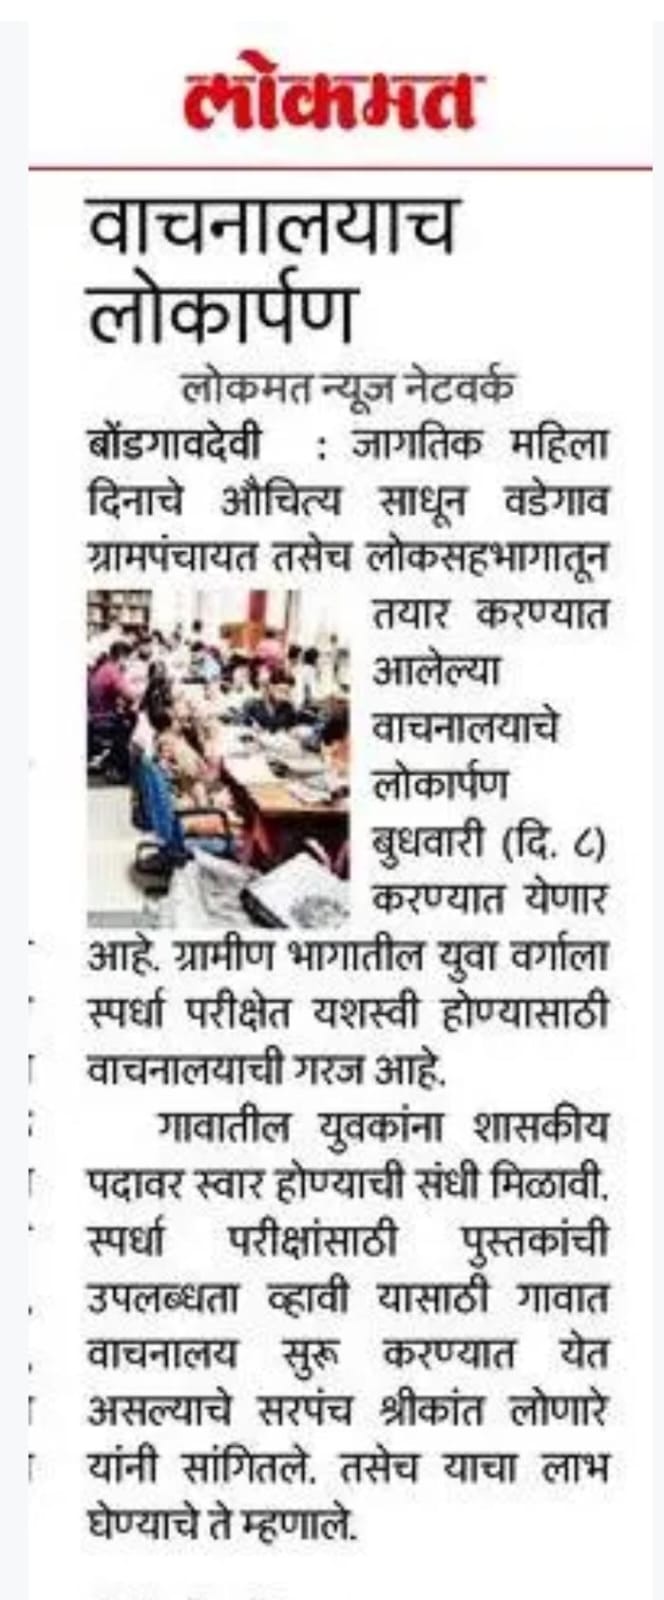 लोकमत
वाचनालयाच
लोकार्पण
लोकमत न्यूज नेटवर्क
बोंडगावदेवी : जागतिक महिला
दिनाचे औचित्य साधून वडेगाव
ग्रामपंचायत तसेच लोकसहभागातून
तयार करण्यात
आलेल्या
वाचनालयाचे
लोकार्पण
बुधवारी (दि. ८)
करण्यात येणार
आहे. ग्रामीण भागातील युवा वर्गाला
स्पर्धा परीक्षेत यशस्वी होण्यासाठी
वाचनालयाची गरज आहे.
गावातील युवकांना शासकीय
पदावर स्वार होण्याची संधी मिळावी.
स्पर्धा परीक्षांसाठी पुस्तकांची
उपलब्धता व्हावी यासाठी गावात
वाचनालय सुरू करण्यात येत
असल्याचे सरपंच श्रीकांत लोणारे
यांनी सांगितले. तसेच याचा लाभ
घेण्याचे ते म्हणाले.